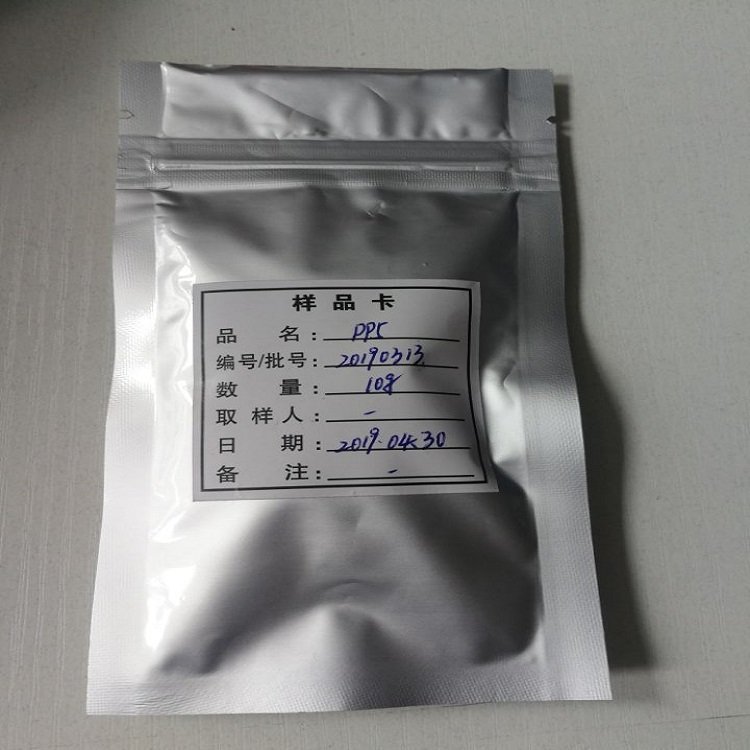 样品卡
品名：PPS
编号/批号：20190313
数量：10g
取样人：-
日期：2019.04.30
备注：-